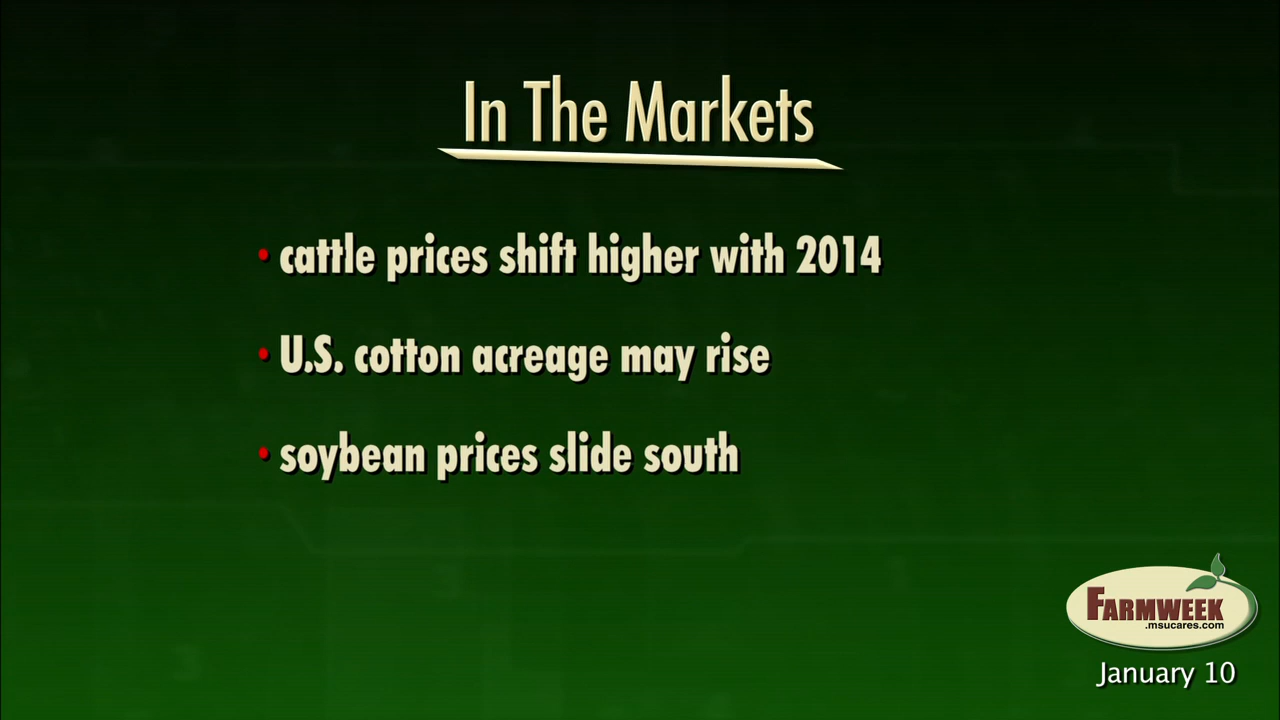 In The Markets
• cattle prices shift higher with 2014
• U.S. cotton acreage may rise
• soybean prices slide south
FARMWEEK
.msucares.com
January 10